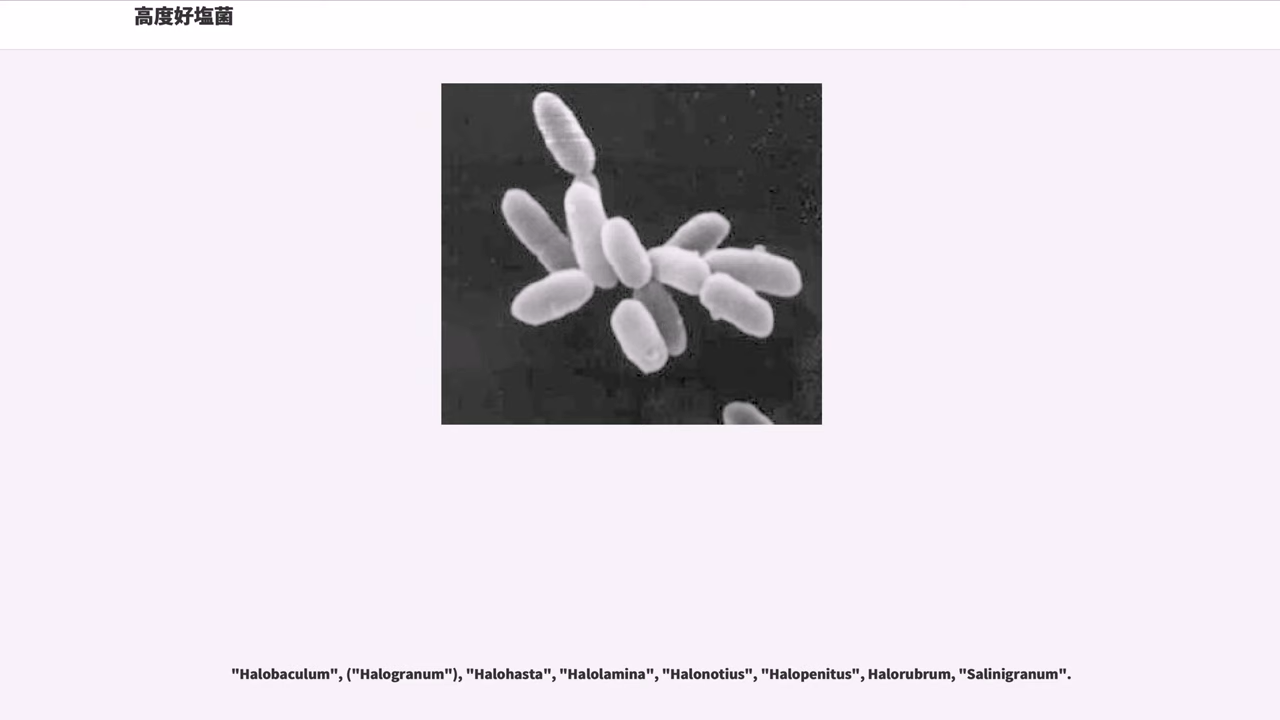 高度好塩菌
"Halobaculum", ("Halogranum"), "Halohasta", "Halolamina", "Halonotius", "Halopenitus", Halorubrum, "Salinigranum".